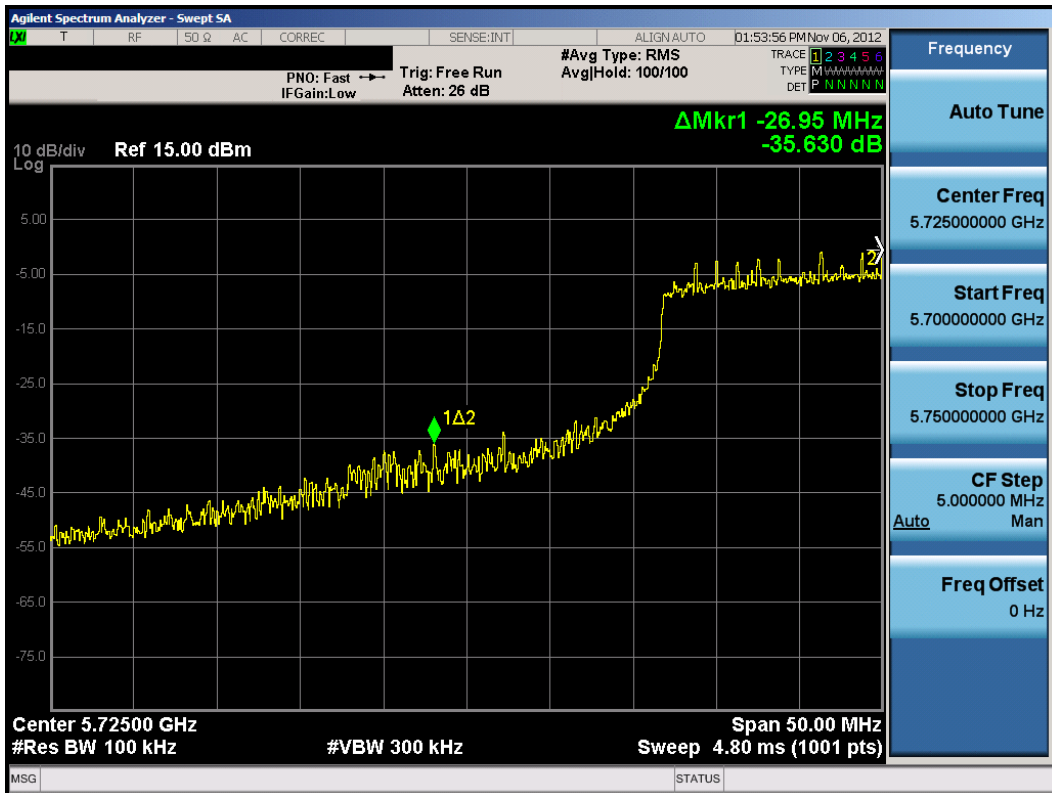 Agilent Spectrum Analyzer - Swept SA
LXI T RF 50 Ω AC CORREC SENSE:INT ALIGN AUTO 01:53:56 PM Nov 06, 2012
PNO: Fast
IFGain:Low
Trig: Free Run
Atten: 26 dB
#Avg Type: RMS
Avg|Hold: 100/100
TRACE 1 2 3 4 5 6
TYPE M WWWWW
DET P N N N N N
ΔMkr1 -26.95 MHz
-35.630 dB
10 dB/div Ref 15.00 dBm
Log
5.00
-5.00
-15.0
-25.0
-35.0
-45.0
-55.0
-65.0
-75.0
1Δ2
2
Center 5.72500 GHz Span 50.00 MHz
#Res BW 100 kHz #VBW 300 kHz Sweep 4.80 ms (1001 pts)
MSG STATUS
Frequency
Auto Tune
Center Freq
5.725000000 GHz
Start Freq
5.700000000 GHz
Stop Freq
5.750000000 GHz
CF Step
5.000000 MHz
Auto Man
Freq Offset
0 Hz